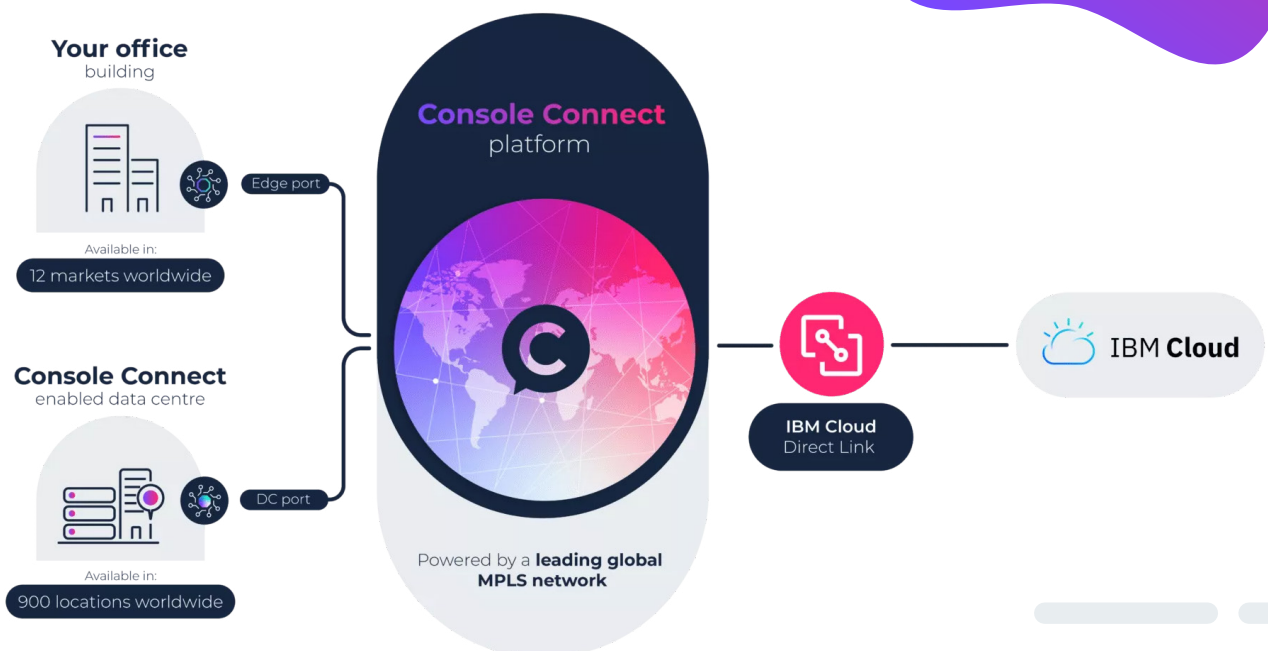 Your office
building
Edge port
Available in:
12 markets worldwide
Console Connect
enabled data centre
DC port
Available in:
900 locations worldwide
Console Connect
platform
C
Powered by a leading global
MPLS network
IBM Cloud
Direct Link
IBM Cloud